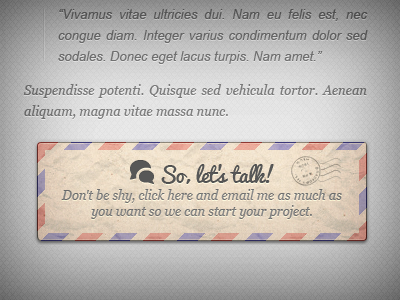 “Vivamus vitae ultricies dui. Nam eu felis est, nec
congue diam. Integer varius condimentum dolor sed
sodales. Donec eget lacus turpis. Nam amet.”
Suspendisse potenti. Quisque sed vehicula tortor. Aenean
aliquam, magna vitae massa nunc.
So, let's talk!
Don't be shy, click here and email me as much as
you want so we can start your project.